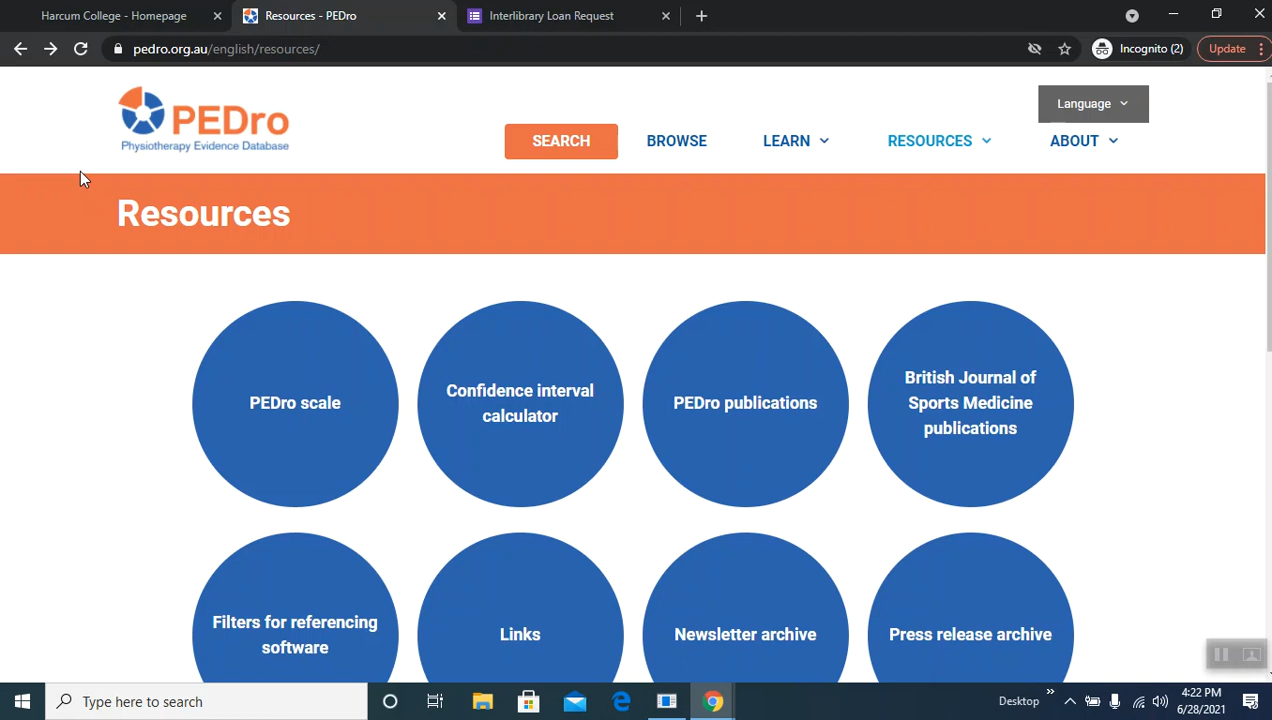 Harcum College - Homepage
Resources - PEDro
Interlibrary Loan Request
pedro.org.au/english/resources/
Incognito (2)
Update
PEDro
Physiotherapy Evidence Database
Language
SEARCH
BROWSE
LEARN
RESOURCES
ABOUT
Resources
PEDro scale
Confidence interval
calculator
PEDro publications
British Journal of
Sports Medicine
publications
Filters for referencing
software
Links
Newsletter archive
Press release archive
Type here to search
Desktop
4:22 PM
6/28/2021